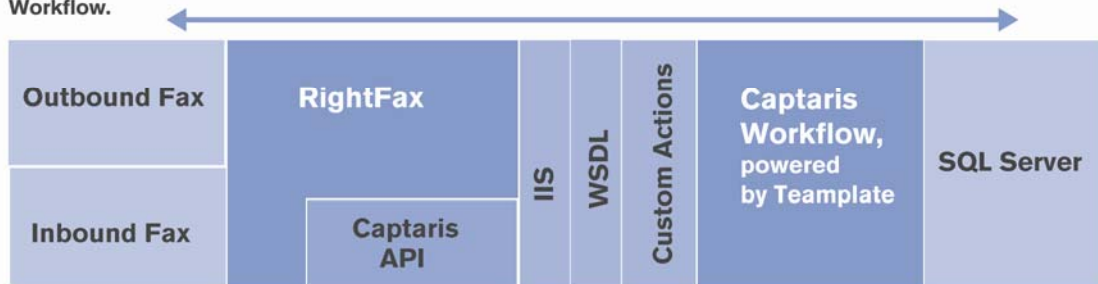 Workflow.
Outbound Fax
Inbound Fax
RightFax
Captaris
API
IIS
WSDL
Custom Actions
Captaris
Workflow,
powered
by Teamplate
SQL Server